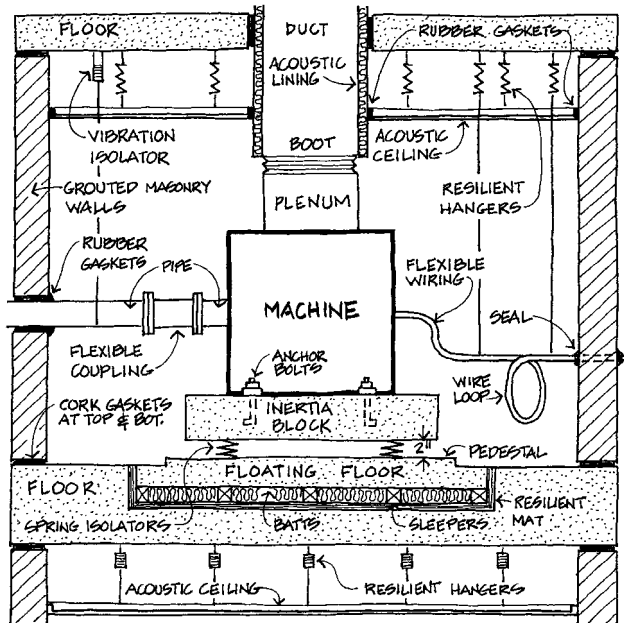 FLOOR
DUCT
RUBBER GASKETS
ACOUSTIC
LINING
VIBRATION
ISOLATOR
BOOT
ACOUSTIC
CEILING
GROUTED MASONRY
WALLS
PLENUM
RESILIENT
HANGERS
RUBBER
GASKETS
PIPE
FLEXIBLE
WIRING
MACHINE
SEAL
FLEXIBLE
COUPLING
ANCHOR
BOLTS
WIRE
LOOP
CORK GASKETS
AT TOP & BOT.
INERTIA
BLOCK
2"
PEDESTAL
FLOATING FLOOR
FLOOR
RESILIENT
MAT
SPRING ISOLATORS
BATTS
SLEEPERS
ACOUSTIC CEILING
RESILIENT HANGERS